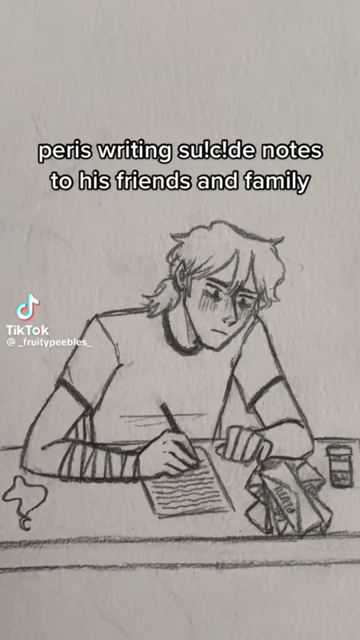 peris writing su!c!de notes
to his friends and family
TikTok
@_fruitypeebles_